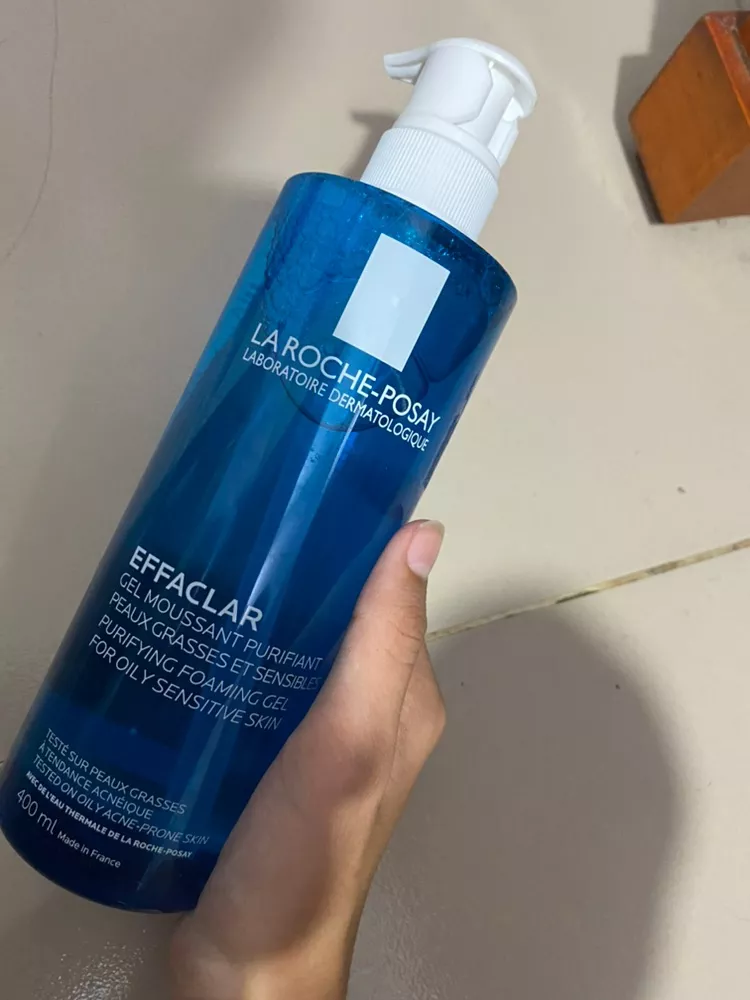 LA ROCHE-POSAY
LABORATOIRE DERMATOLOGIQUE
EFFACLAR
GEL MOUSSANT PURIFIANT
PEAUX GRASSES ET SENSIBLES
PURIFYING FOAMING GEL
FOR OILY SENSITIVE SKIN
TESTÉ SUR PEAUX GRASSES
À TENDANCE ACNÉIQUE
TESTED ON OILY ACNE-PRONE SKIN
AVEC DE L'EAU THERMALE DE LA ROCHE-POSAY
400 ml Made in France